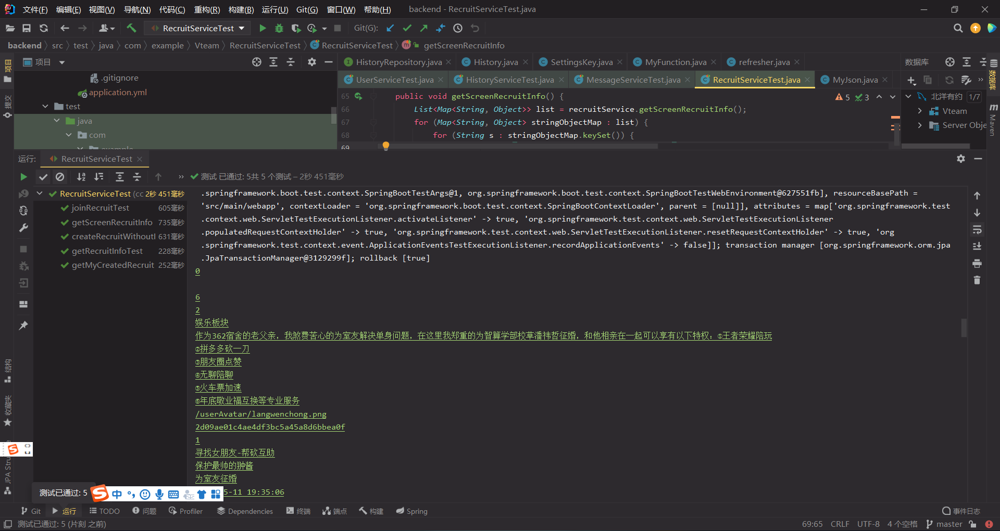 文件(F) 编辑(E) 视图(V) 导航(N) 代码(C) 重构(R) 构建(B) 运行(U) Git(G) 窗口(W) 帮助(H) backend - RecruitServiceTest.java
RecruitServiceTest Git(G):
backend src test java com example Vteam RecruitServiceTest RecruitServiceTest getScreenRecruitInfo
项目
提交
结构
收藏夹
项目
.gitignore
application.yml
test
java
com
HistoryRepository.java History.java SettingsKey.java MyFunction.java refresher.java
UserServiceTest.java HistoryServiceTest.java MessageServiceTest.java RecruitServiceTest.java MyJson.java
65 public void getScreenRecruitInfo() {
66 List<Map<String, Object>> list = recruitService.getScreenRecruitInfo();
67 for (Map<String, Object> stringObjectMap : list) {
68 for (String s : stringObjectMap.keySet()) {
69
5 3
数据库
北洋有约 1/7
Vteam
Server Obje
数据库
Maven
运行: RecruitServiceTest
测试 已通过: 5共 5 个测试 – 2秒 451毫秒
RecruitServiceTest (cc 2秒 451毫秒
joinRecruitTest 605毫秒
getScreenRecruitInfo 735毫秒
createRecruitWithoutI 631毫秒
getRecruitInfoTest 228毫秒
getMyCreatedRecruit 252毫秒
.springframework.boot.test.context.SpringBootTestArgs@1, org.springframework.boot.test.context.SpringBootTestWebEnvironment@627551fb], resourceBasePath =
'src/main/webapp', contextLoader = 'org.springframework.boot.test.context.SpringBootContextLoader', parent = [null]], attributes = map['org.springframework.test
.context.web.ServletTestExecutionListener.activateListener' -> true, 'org.springframework.test.context.web.ServletTestExecutionListener
.populatedRequestContextHolder' -> true, 'org.springframework.test.context.web.ServletTestExecutionListener.resetRequestContextHolder' -> true, 'org
.springframework.test.context.event.ApplicationEventsTestExecutionListener.recordApplicationEvents' -> false]]; transaction manager [org.springframework.orm.jpa
.JpaTransactionManager@3129299f]; rollback [true]
0
6
2
娱乐板块
作为362宿舍的老父亲，我煞费苦心的为室友解决单身问题，在这里我郑重的为智算学部校草潘祎哲征婚，和他相亲在一起可以享有以下特权：①王者荣耀陪玩
②拼多多砍一刀
③朋友圈点赞
④无聊陪聊
⑤火车票加速
⑥年底敬业福互换等专业服务
/userAvatar/langwenchong.png
2d09ae01c4ae4df3bc5a45a8d6bbea0f
1
寻找女朋友-帮砍互助
保护最帅的翀酱
为室友征婚
5-11 19:35:06
JPA Stru
测试已通过: 5
中
Git 运行 TODO 问题 Profiler Dependencies 终端 端点 构建 Spring 事件日志
测试已通过: 5 (片刻 之前) 69:65 CRLF UTF-8 4 个空格 master